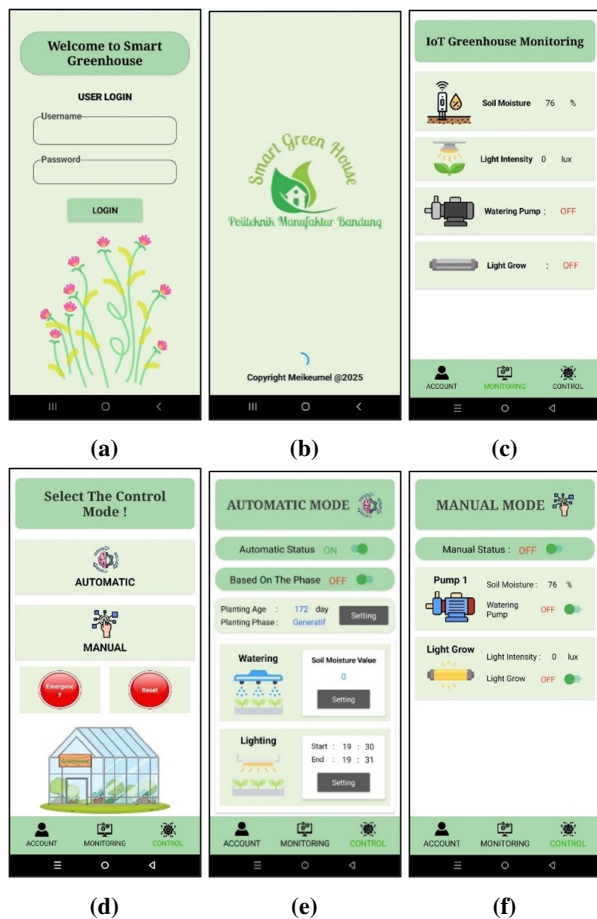 Welcome to Smart
Greenhouse
USER LOGIN
Username
Password
LOGIN
(a)
Smart Green House
Politeknik Manufaktur Bandung
Copyright Meikeumel @2025
(b)
IoT Greenhouse Monitoring
Soil Moisture 76 %
Light Intensity 0 lux
Watering Pump : OFF
Light Grow : OFF
ACCOUNT MONITORING CONTROL
(c)
Select The Control
Mode !
AUTOMATIC
MANUAL
Emergenc
y
Reset
GREENHOUSE
ACCOUNT MONITORING CONTROL
(d)
AUTOMATIC MODE
Automatic Status ON
Based On The Phase OFF
Planting Age : 172 day
Planting Phase : Generatif
Setting
Watering
Soil Moisture Value
0
Setting
Lighting
Start : 19 : 30
End : 19 : 31
Setting
ACCOUNT MONITORING CONTROL
(e)
MANUAL MODE
Manual Status : OFF
Pump 1
Soil Moisture : 76 %
Watering
Pump
OFF
Light Grow
Light Intensity : 0 lux
Light Grow OFF
ACCOUNT MONITORING CONTROL
(f)